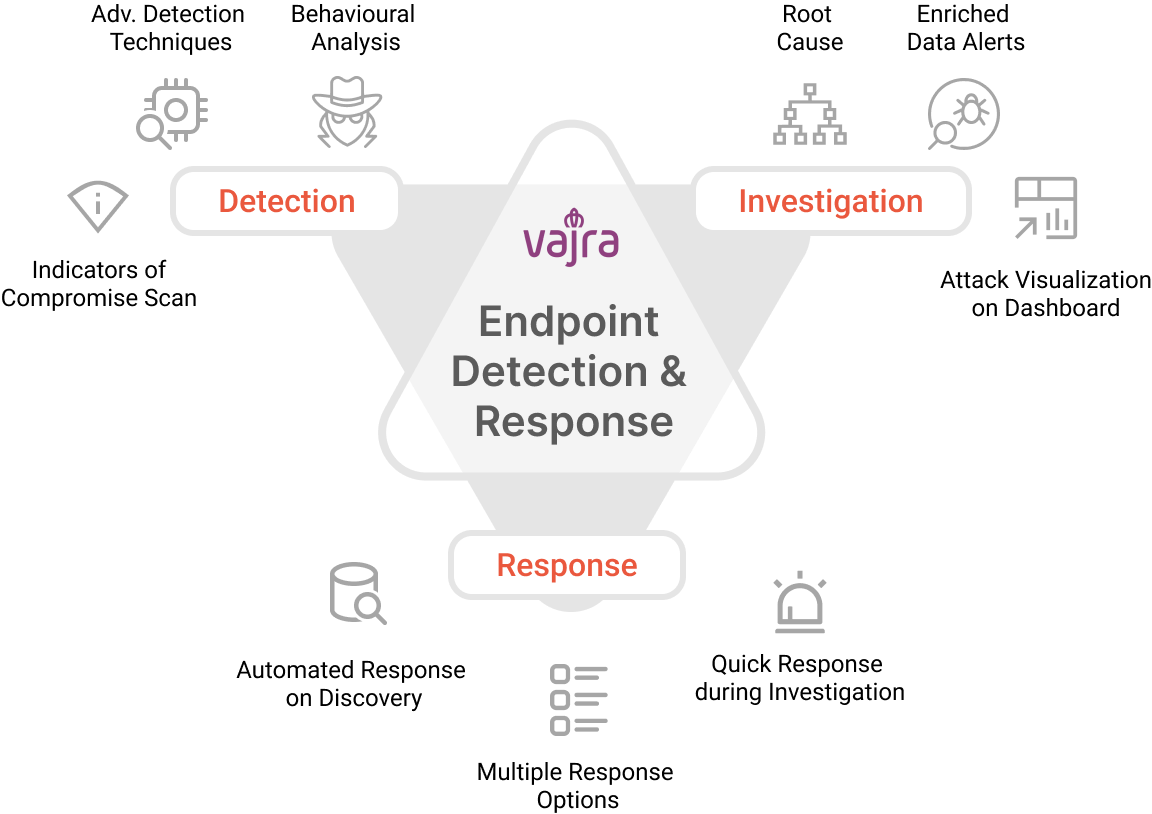 Adv. Detection
Techniques
Behavioural
Analysis
Root
Cause
Enriched
Data Alerts
Detection
Investigation
Indicators of
Compromise Scan
Attack Visualization
on Dashboard
vajra
Endpoint
Detection &
Response
Response
Automated Response
on Discovery
Quick Response
during Investigation
Multiple Response
Options